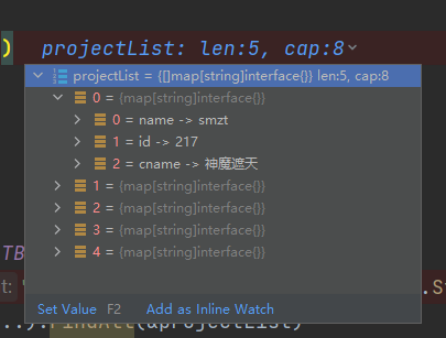 ) projectList: len:5, cap:8
projectList = {[]map[string]interface{}} len:5, cap:8
0 = {map[string]interface{}}
0 = name -> smzt
1 = id -> 217
2 = cname -> 神魔遮天
1 = {map[string]interface{}}
2 = {map[string]interface{}}
3 = {map[string]interface{}}
4 = {map[string]interface{}}
TB
t: .S
Set Value F2 Add as Inline Watch
..).FindAll(&projectList)